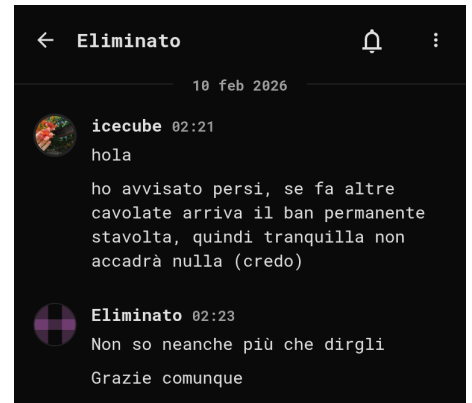 Eliminato
10 feb 2026
icecube 02:21
hola
ho avvisato persi, se fa altre
cavolate arriva il ban permanente
stavolta, quindi tranquilla non
accadrà nulla (credo)
Eliminato 02:23
Non so neanche più che dirgli
Grazie comunque